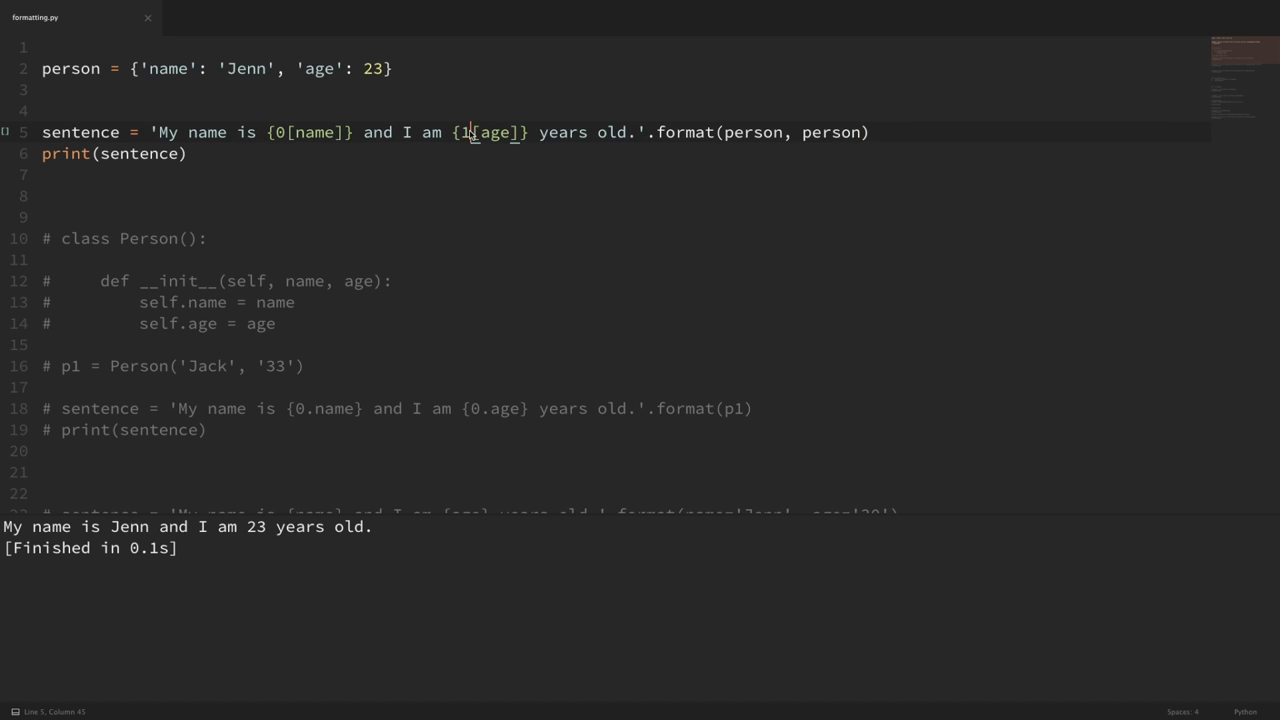 formatting.py
1
2 person = {'name': 'Jenn', 'age': 23}
3
4
5 sentence = 'My name is {0[name]} and I am {1[age]} years old.'.format(person, person)
6 print(sentence)
7
8
9
10 # class Person():
11
12 #     def __init__(self, name, age):
13 #         self.name = name
14 #         self.age = age
15
16 # p1 = Person('Jack', '33')
17
18 # sentence = 'My name is {0.name} and I am {0.age} years old.'.format(p1)
19 # print(sentence)
20
21
22
My name is Jenn and I am 23 years old.
[Finished in 0.1s]
Line 5, Column 45
Spaces: 4
Python